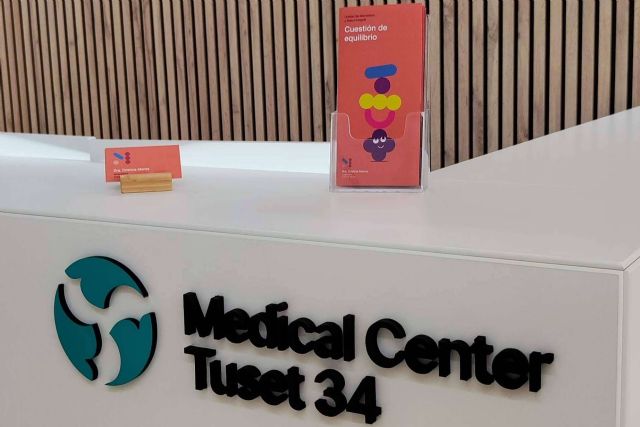 Cuestión de
equilibrio
Medical Center
Tuset 34